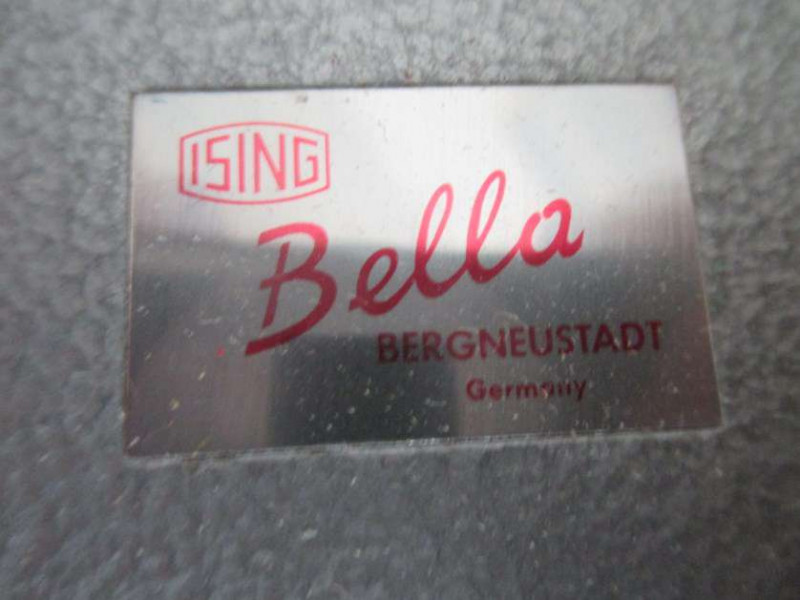 ISING
Bella
BERGNEUSTADT
Germany